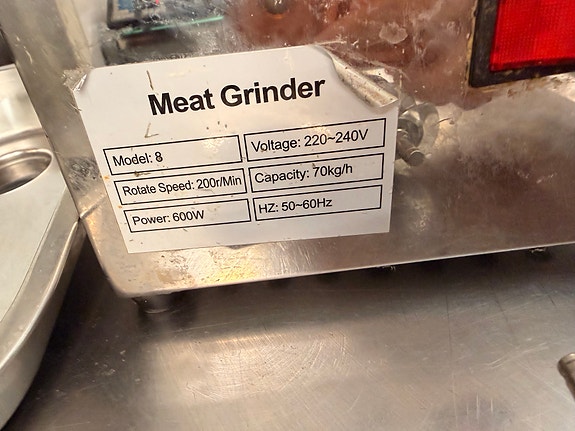 Meat Grinder
Model: 8
Voltage: 220~240V
Rotate Speed: 200r/Min
Capacity: 70kg/h
Power: 600W
HZ: 50~60Hz